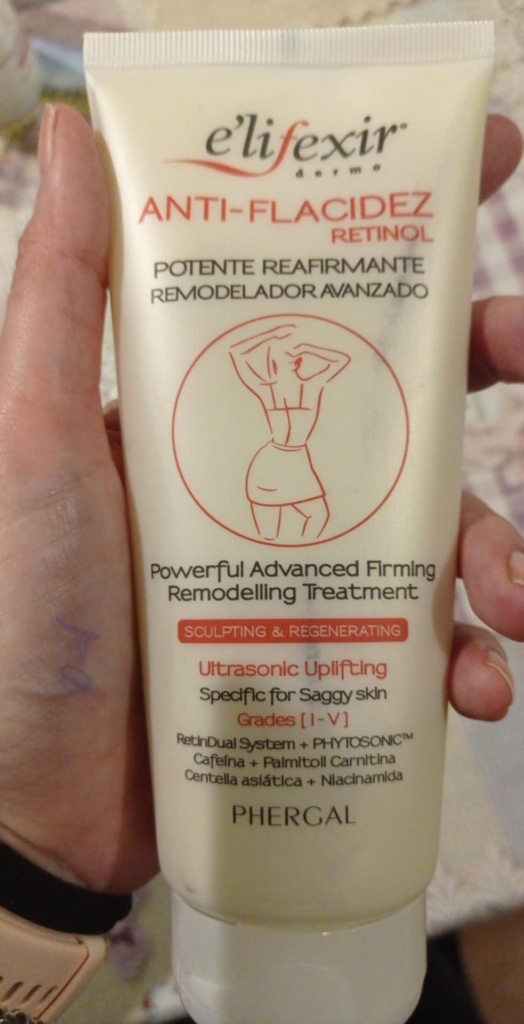 e'lifexir
dermo
ANTI-FLACIDEZ
RETINOL
POTENTE REAFIRMANTE
REMODELADOR AVANZADO
Powerful Advanced Firming
Remodelling Treatment
SCULPTING & REGENERATING
Ultrasonic Uplifting
Specific for Saggy skin
Grades [I-V]
RetinDual System + PHYTOSONIC™
Cafeína + Palmitoil Carnitina
Centella asiática + Niacinamida
PHERGAL